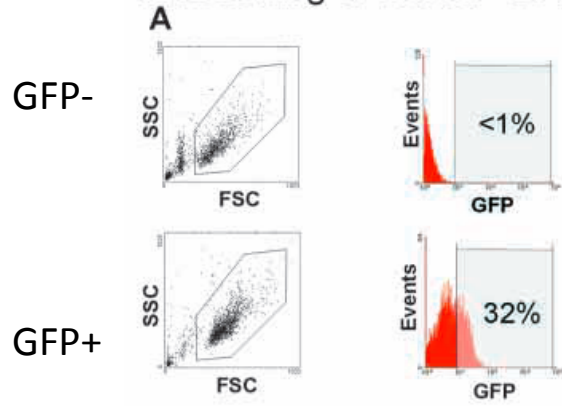 A
GFP-
SSC
FSC
Events
<1%
GFP
GFP+
SSC
FSC
Events
32%
GFP